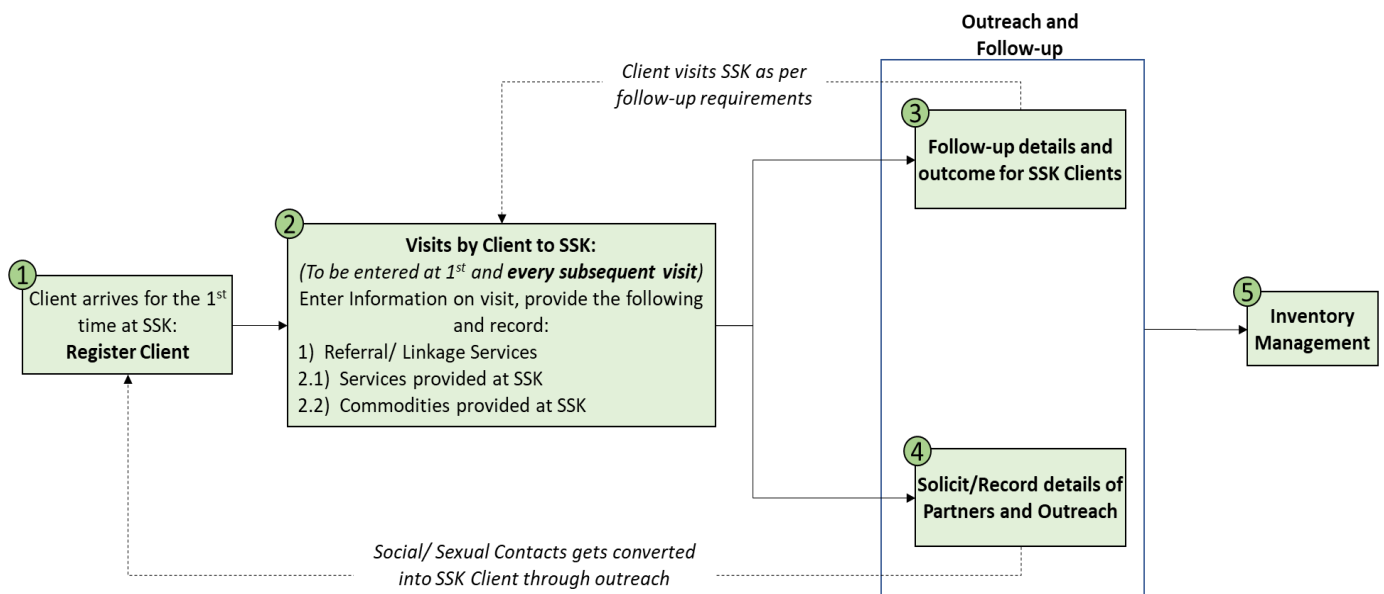 Outreach and
Follow-up
Client visits SSK as per
follow-up requirements
3
Follow-up details and
outcome for SSK Clients
2
Visits by Client to SSK:
(To be entered at 1st and every subsequent visit)
Enter Information on visit, provide the following
and record:
1) Referral/ Linkage Services
2.1) Services provided at SSK
2.2) Commodities provided at SSK
1
Client arrives for the 1st
time at SSK:
Register Client
5
Inventory
Management
4
Solicit/Record details of
Partners and Outreach
Social/ Sexual Contacts gets converted
into SSK Client through outreach